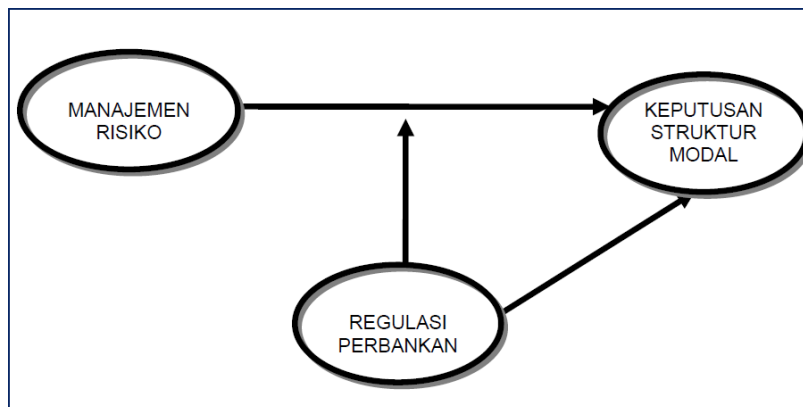 MANAJEMEN
RISIKO
KEPUTUSAN
STRUKTUR
MODAL
REGULASI
PERBANKAN